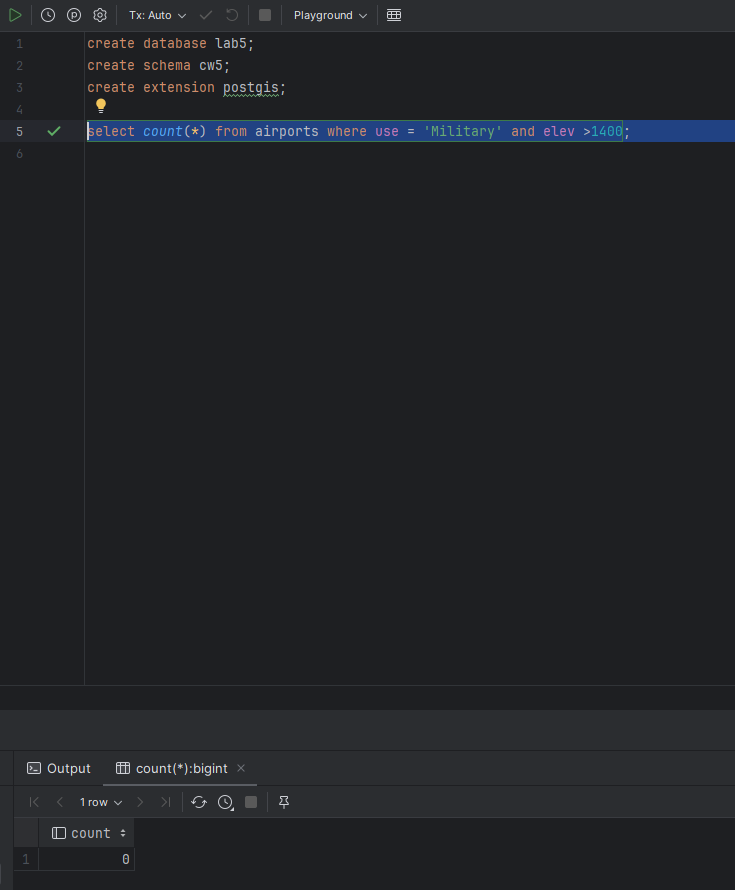 Tx: Auto Playground
1 create database lab5;
2 create schema cw5;
3 create extension postgis;
4
5 select count(*) from airports where use = 'Military' and elev >1400;
6
Output count(*):bigint
1 row
count
1 0